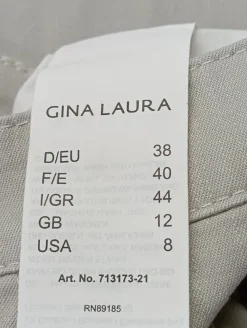 GINA LAURA
D/EU 38
F/E 40
I/GR 44
GB 12
USA 8
Art. No. 713173-21
RN89185